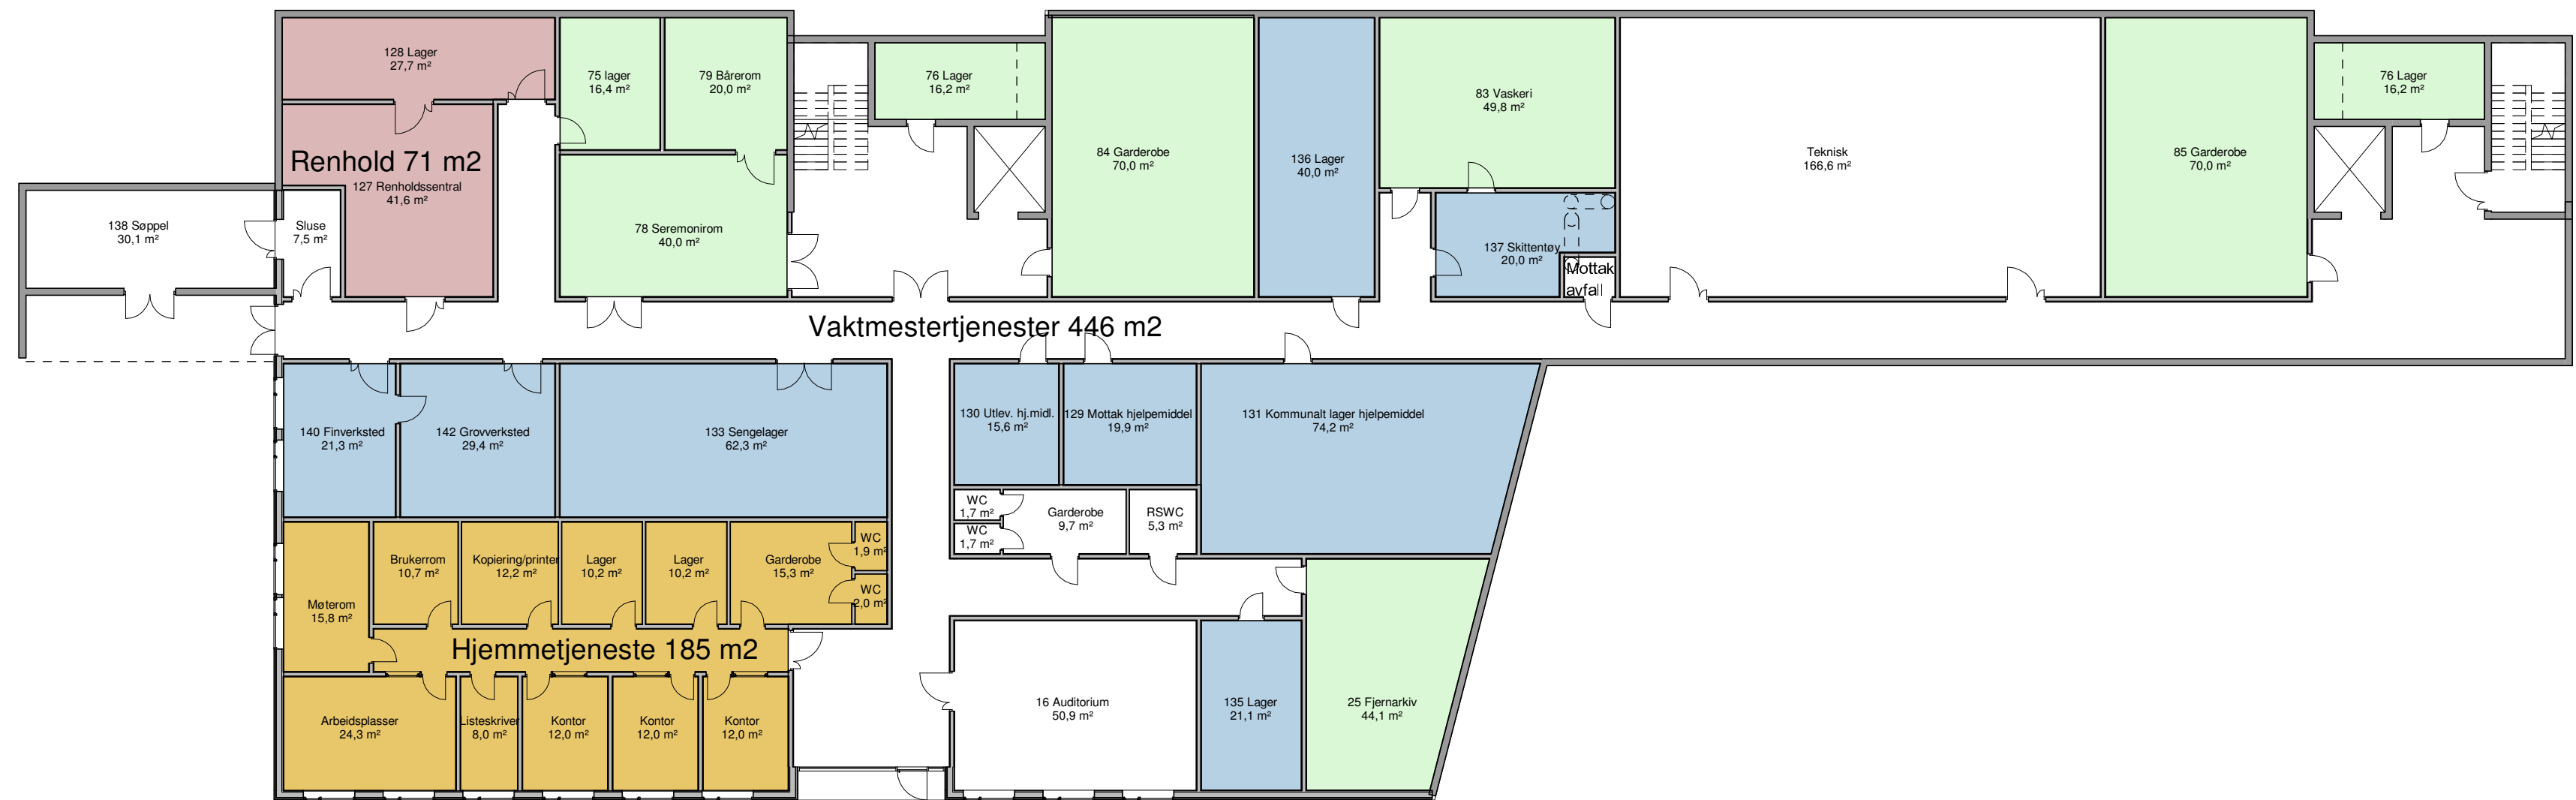 128 Lager
27,7 m²
75 lager
16,4 m²
79 Bårerom
20,0 m²
76 Lager
16,2 m²
84 Garderobe
70,0 m²
136 Lager
40,0 m²
83 Vaskeri
49,8 m²
Teknisk
166,6 m²
85 Garderobe
70,0 m²
76 Lager
16,2 m²
Renhold 71 m2
127 Renholdssentral
41,6 m²
138 Søppel
30,1 m²
Sluse
7,5 m²
78 Seremonirom
40,0 m²
137 Skittentøy
20,0 m²
Mottak
avfall
Vaktmestertjenester 446 m2
140 Finverksted
21,3 m²
142 Grovverksted
29,4 m²
133 Sengelager
62,3 m²
130 Utlev. hj.midl.
15,6 m²
129 Mottak hjelpemiddel
19,9 m²
131 Kommunalt lager hjelpemiddel
74,2 m²
WC
1,7 m²
WC
1,7 m²
Garderobe
9,7 m²
RSWC
5,3 m²
Møterom
15,8 m²
Brukerrom
10,7 m²
Kopiering/printer
12,2 m²
Lager
10,2 m²
Lager
10,2 m²
Garderobe
15,3 m²
WC
1,9 m²
WC
2,0 m²
Hjemmetjeneste 185 m2
Arbeidsplasser
24,3 m²
Listeskriver
8,0 m²
Kontor
12,0 m²
Kontor
12,0 m²
Kontor
12,0 m²
16 Auditorium
50,9 m²
135 Lager
21,1 m²
25 Fjernarkiv
44,1 m²